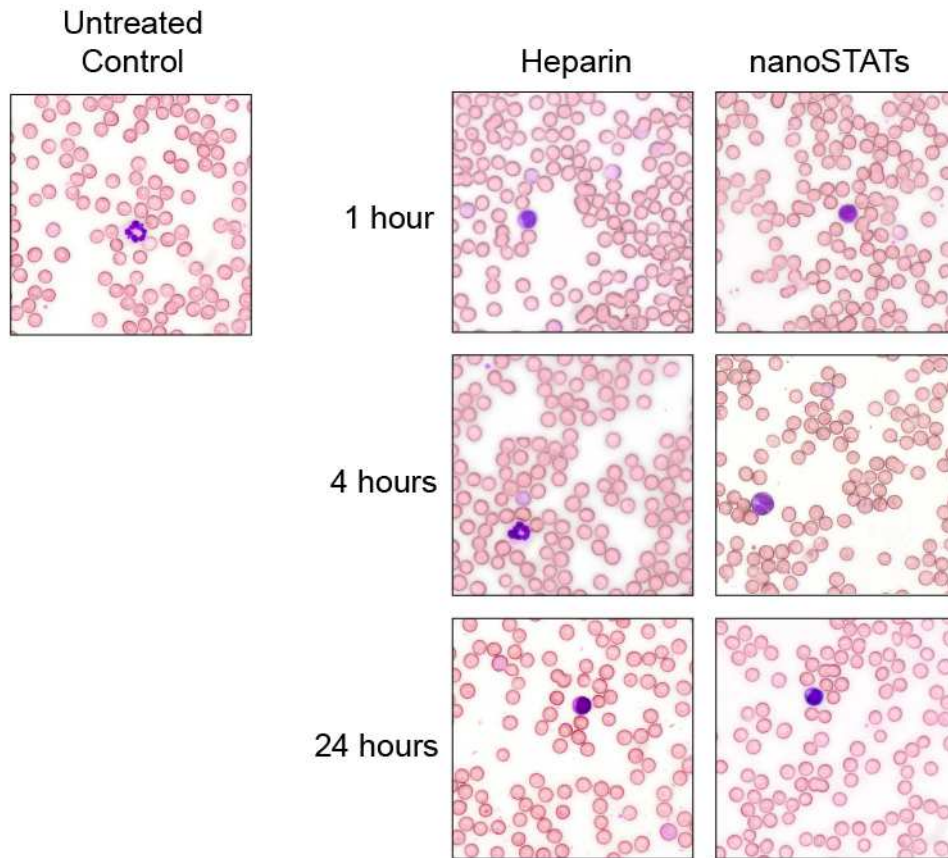 Untreated
Control
Heparin
nanoSTATs
1 hour
4 hours
24 hours